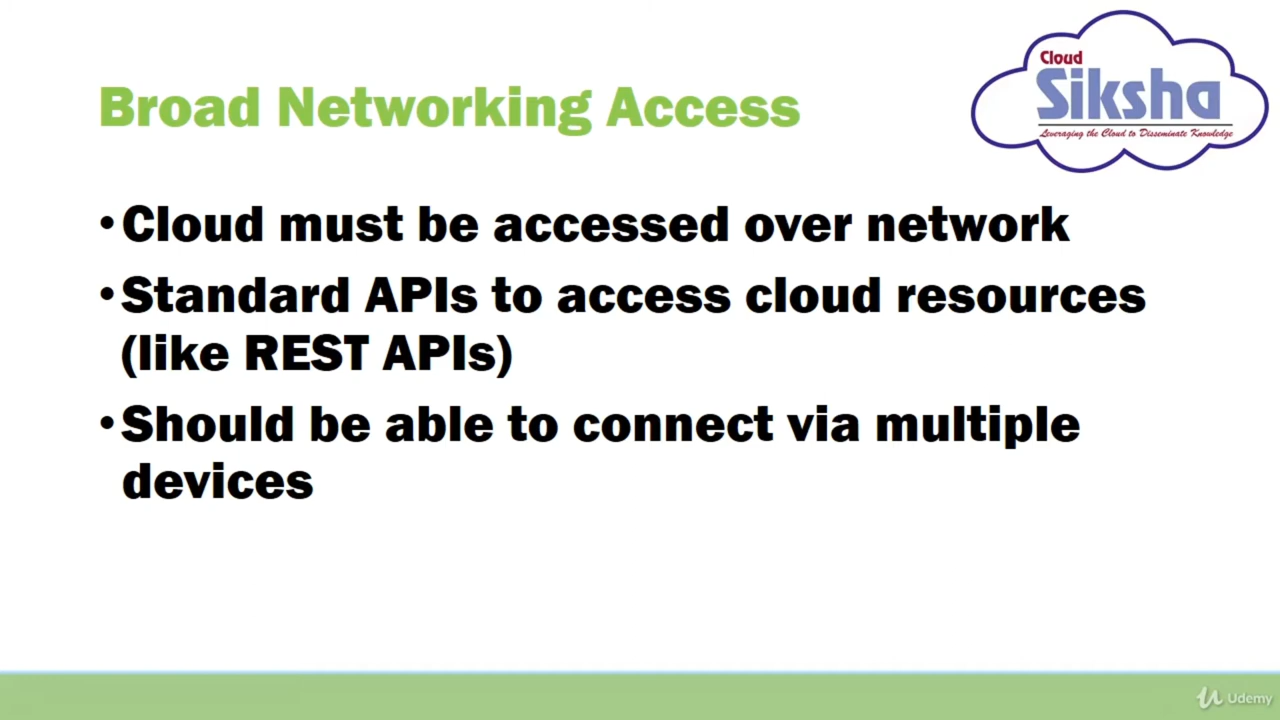 Cloud
Siksha
Leveraging the Cloud to Disseminate Knowledge
Broad Networking Access
•Cloud must be accessed over network
•Standard APIs to access cloud resources
(like REST APIs)
•Should be able to connect via multiple
devices
Udemy